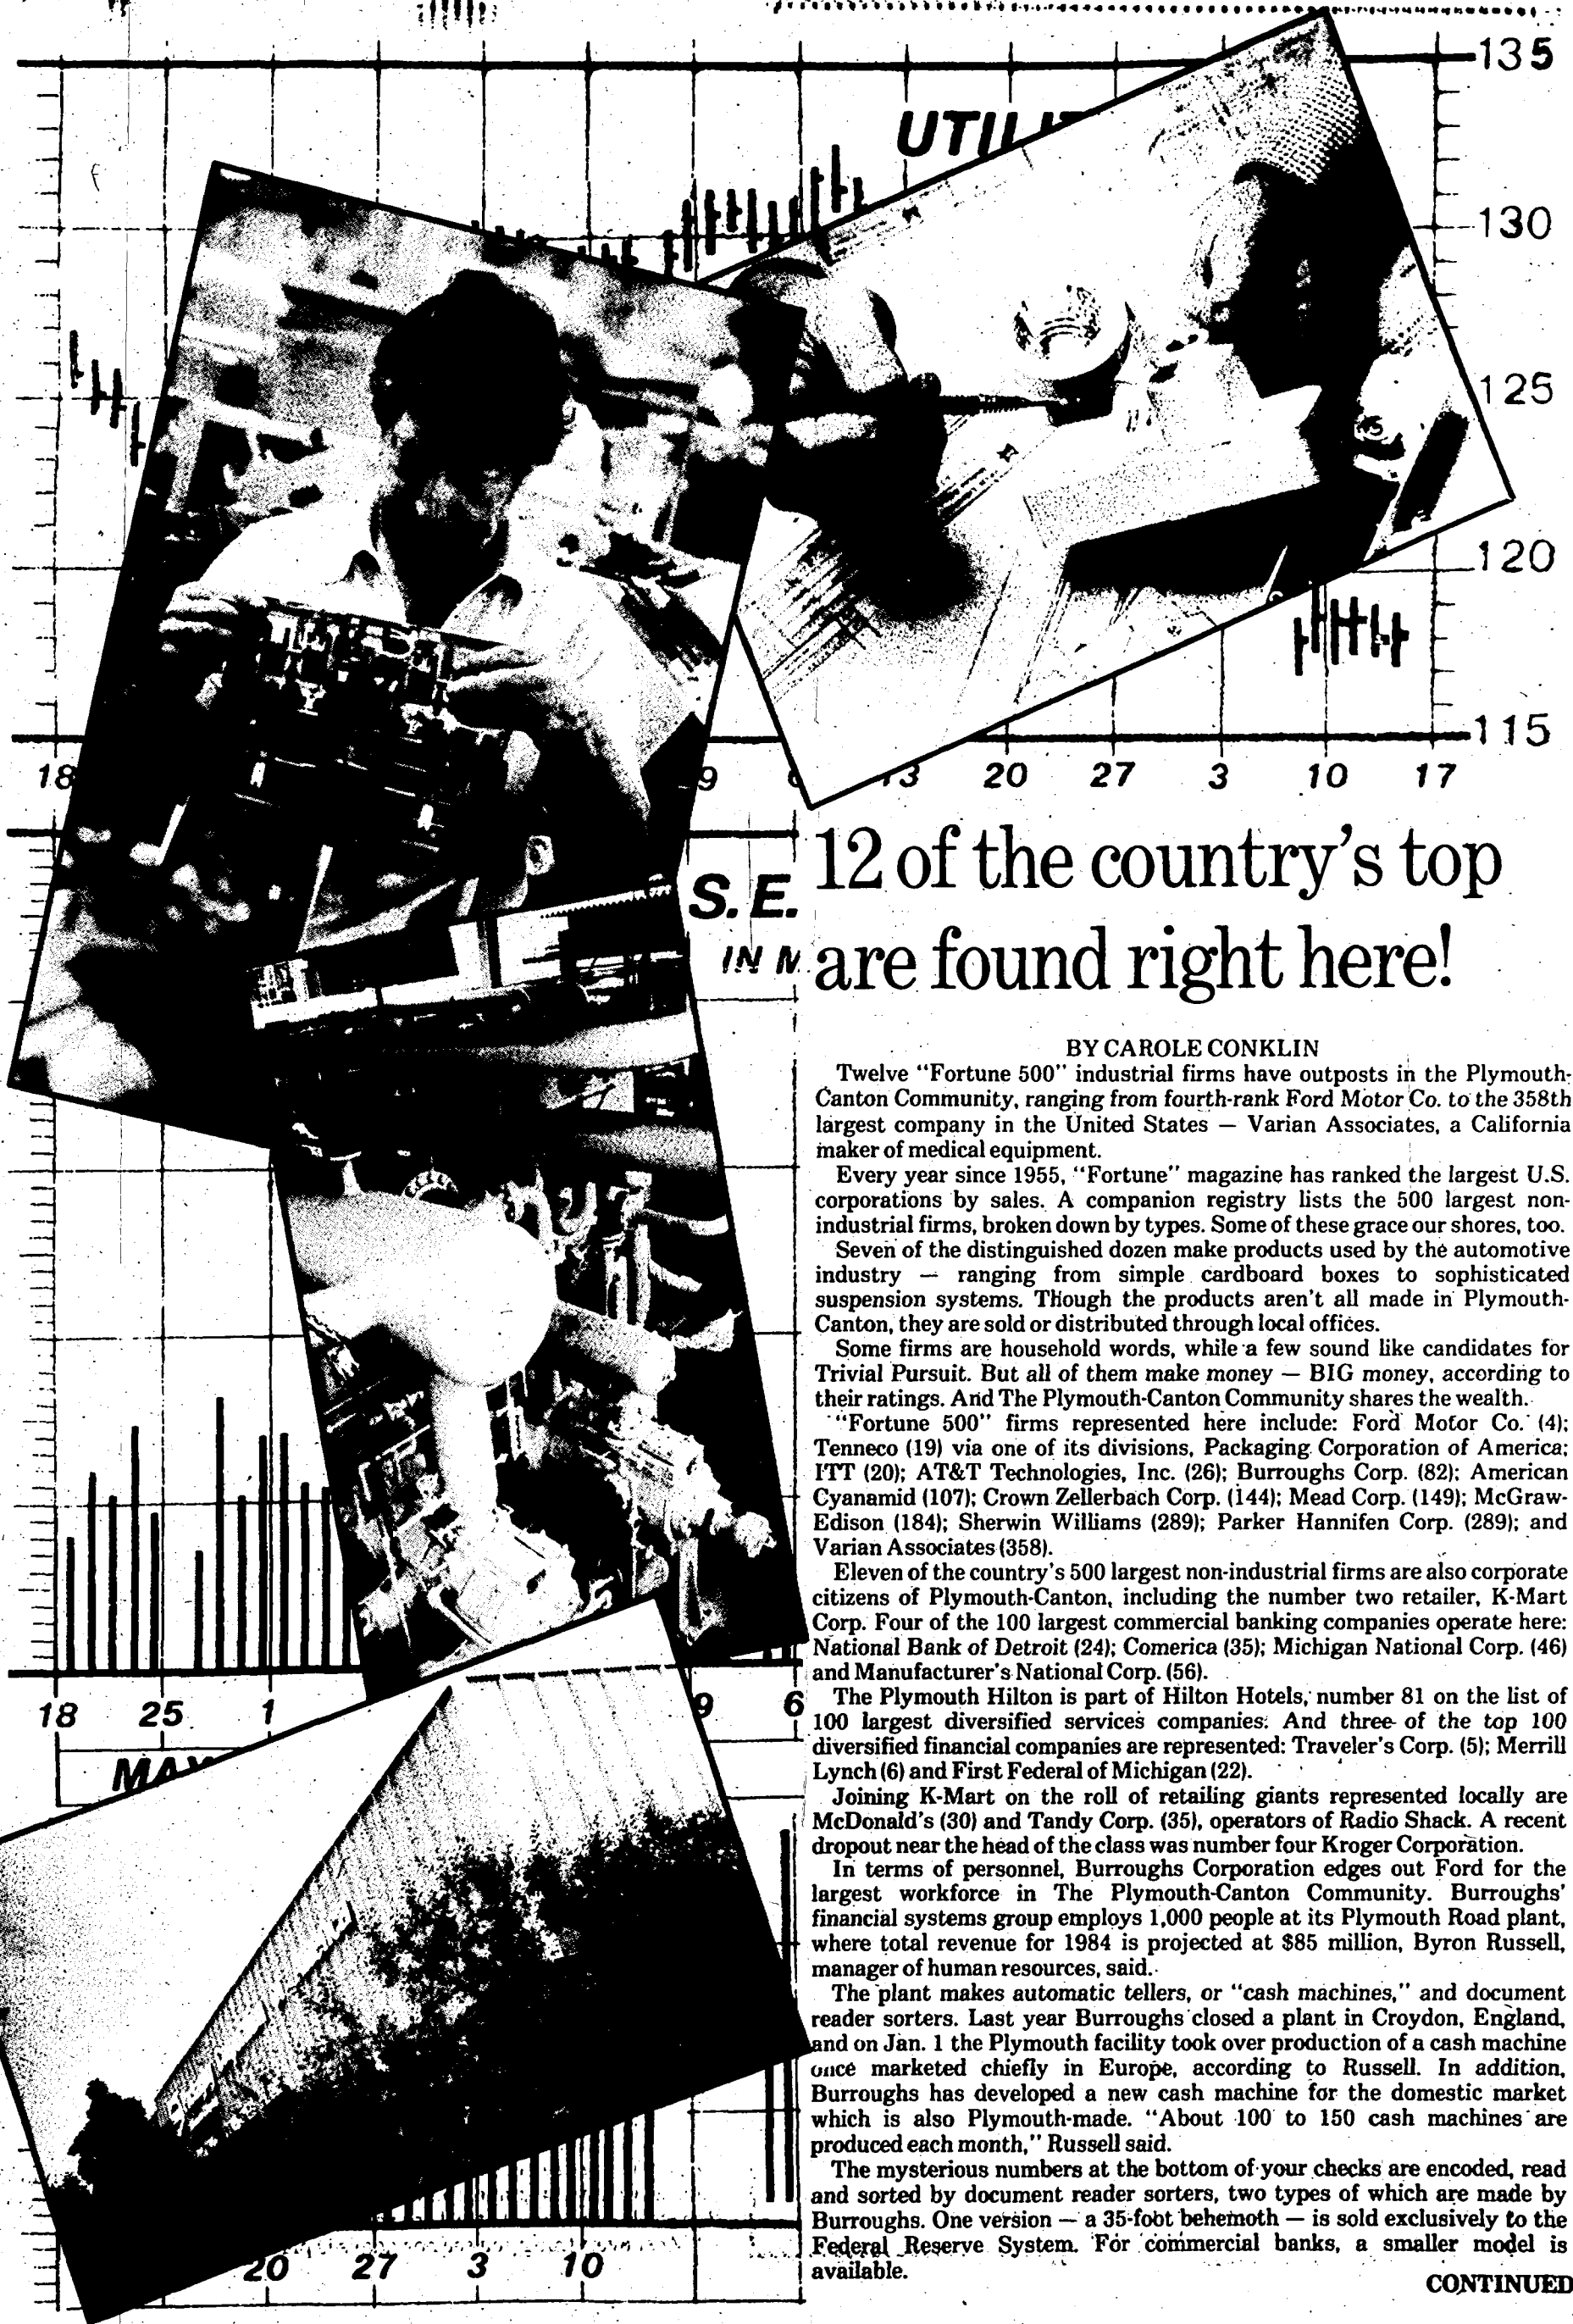 135
UTILIT
130
125
120
115
18
9
13
20
27
3
10
17
S. E.
IN M
12 of the country's top
are found right here!
BY CAROLE CONKLIN
Twelve "Fortune 500" industrial firms have outposts in the Plymouth-
Canton Community, ranging from fourth-rank Ford Motor Co. to the 358th
largest company in the United States — Varian Associates, a California
maker of medical equipment.
Every year since 1955, "Fortune" magazine has ranked the largest U.S.
corporations by sales. A companion registry lists the 500 largest non-
industrial firms, broken down by types. Some of these grace our shores, too.
Seven of the distinguished dozen make products used by the automotive
industry — ranging from simple cardboard boxes to sophisticated
suspension systems. Though the products aren't all made in Plymouth-
Canton, they are sold or distributed through local offices.
Some firms are household words, while a few sound like candidates for
Trivial Pursuit. But all of them make money — BIG money, according to
their ratings. And The Plymouth-Canton Community shares the wealth.
"Fortune 500" firms represented here include: Ford Motor Co. (4);
Tenneco (19) via one of its divisions, Packaging Corporation of America;
ITT (20); AT&T Technologies, Inc. (26); Burroughs Corp. (82); American
Cyanamid (107); Crown Zellerbach Corp. (144); Mead Corp. (149); McGraw-
Edison (184); Sherwin Williams (289); Parker Hannifen Corp. (289); and
Varian Associates (358).
Eleven of the country's 500 largest non-industrial firms are also corporate
citizens of Plymouth-Canton, including the number two retailer, K-Mart
Corp. Four of the 100 largest commercial banking companies operate here:
National Bank of Detroit (24); Comerica (35); Michigan National Corp. (46)
and Manufacturer's National Corp. (56).
The Plymouth Hilton is part of Hilton Hotels, number 81 on the list of
100 largest diversified services companies. And three of the top 100
diversified financial companies are represented: Traveler's Corp. (5); Merrill
Lynch (6) and First Federal of Michigan (22).
Joining K-Mart on the roll of retailing giants represented locally are
McDonald's (30) and Tandy Corp. (35), operators of Radio Shack. A recent
dropout near the head of the class was number four Kroger Corporation.
In terms of personnel, Burroughs Corporation edges out Ford for the
largest workforce in The Plymouth-Canton Community. Burroughs'
financial systems group employs 1,000 people at its Plymouth Road plant,
where total revenue for 1984 is projected at $85 million, Byron Russell,
manager of human resources, said.
The plant makes automatic tellers, or "cash machines," and document
reader sorters. Last year Burroughs closed a plant in Croydon, England,
and on Jan. 1 the Plymouth facility took over production of a cash machine
once marketed chiefly in Europe, according to Russell. In addition,
Burroughs has developed a new cash machine for the domestic market
which is also Plymouth-made. "About 100 to 150 cash machines are
produced each month," Russell said.
The mysterious numbers at the bottom of your checks are encoded, read
and sorted by document reader sorters, two types of which are made by
Burroughs. One version — a 35-foot behemoth — is sold exclusively to the
Federal Reserve System. For commercial banks, a smaller model is
available.
CONTINUED
18
25
1
9
6
MAY
20
27
3
10